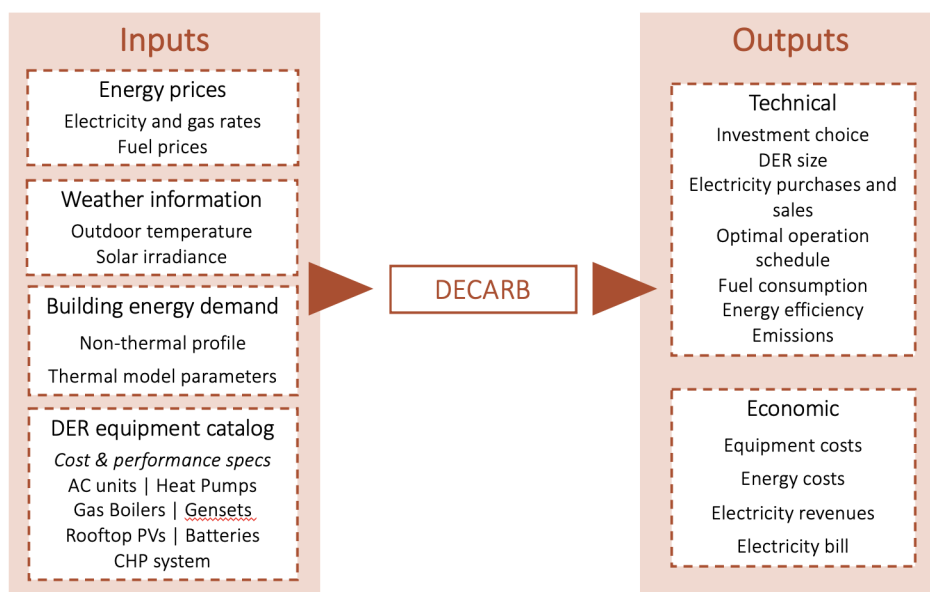 Inputs
Energy prices
Electricity and gas rates
Fuel prices
Weather information
Outdoor temperature
Solar irradiance
Building energy demand
Non-thermal profile
Thermal model parameters
DER equipment catalog
Cost & performance specs
AC units | Heat Pumps
Gas Boilers | Gensets
Rooftop PVs | Batteries
CHP system
DECARB
Outputs
Technical
Investment choice
DER size
Electricity purchases and
sales
Optimal operation
schedule
Fuel consumption
Energy efficiency
Emissions
Economic
Equipment costs
Energy costs
Electricity revenues
Electricity bill